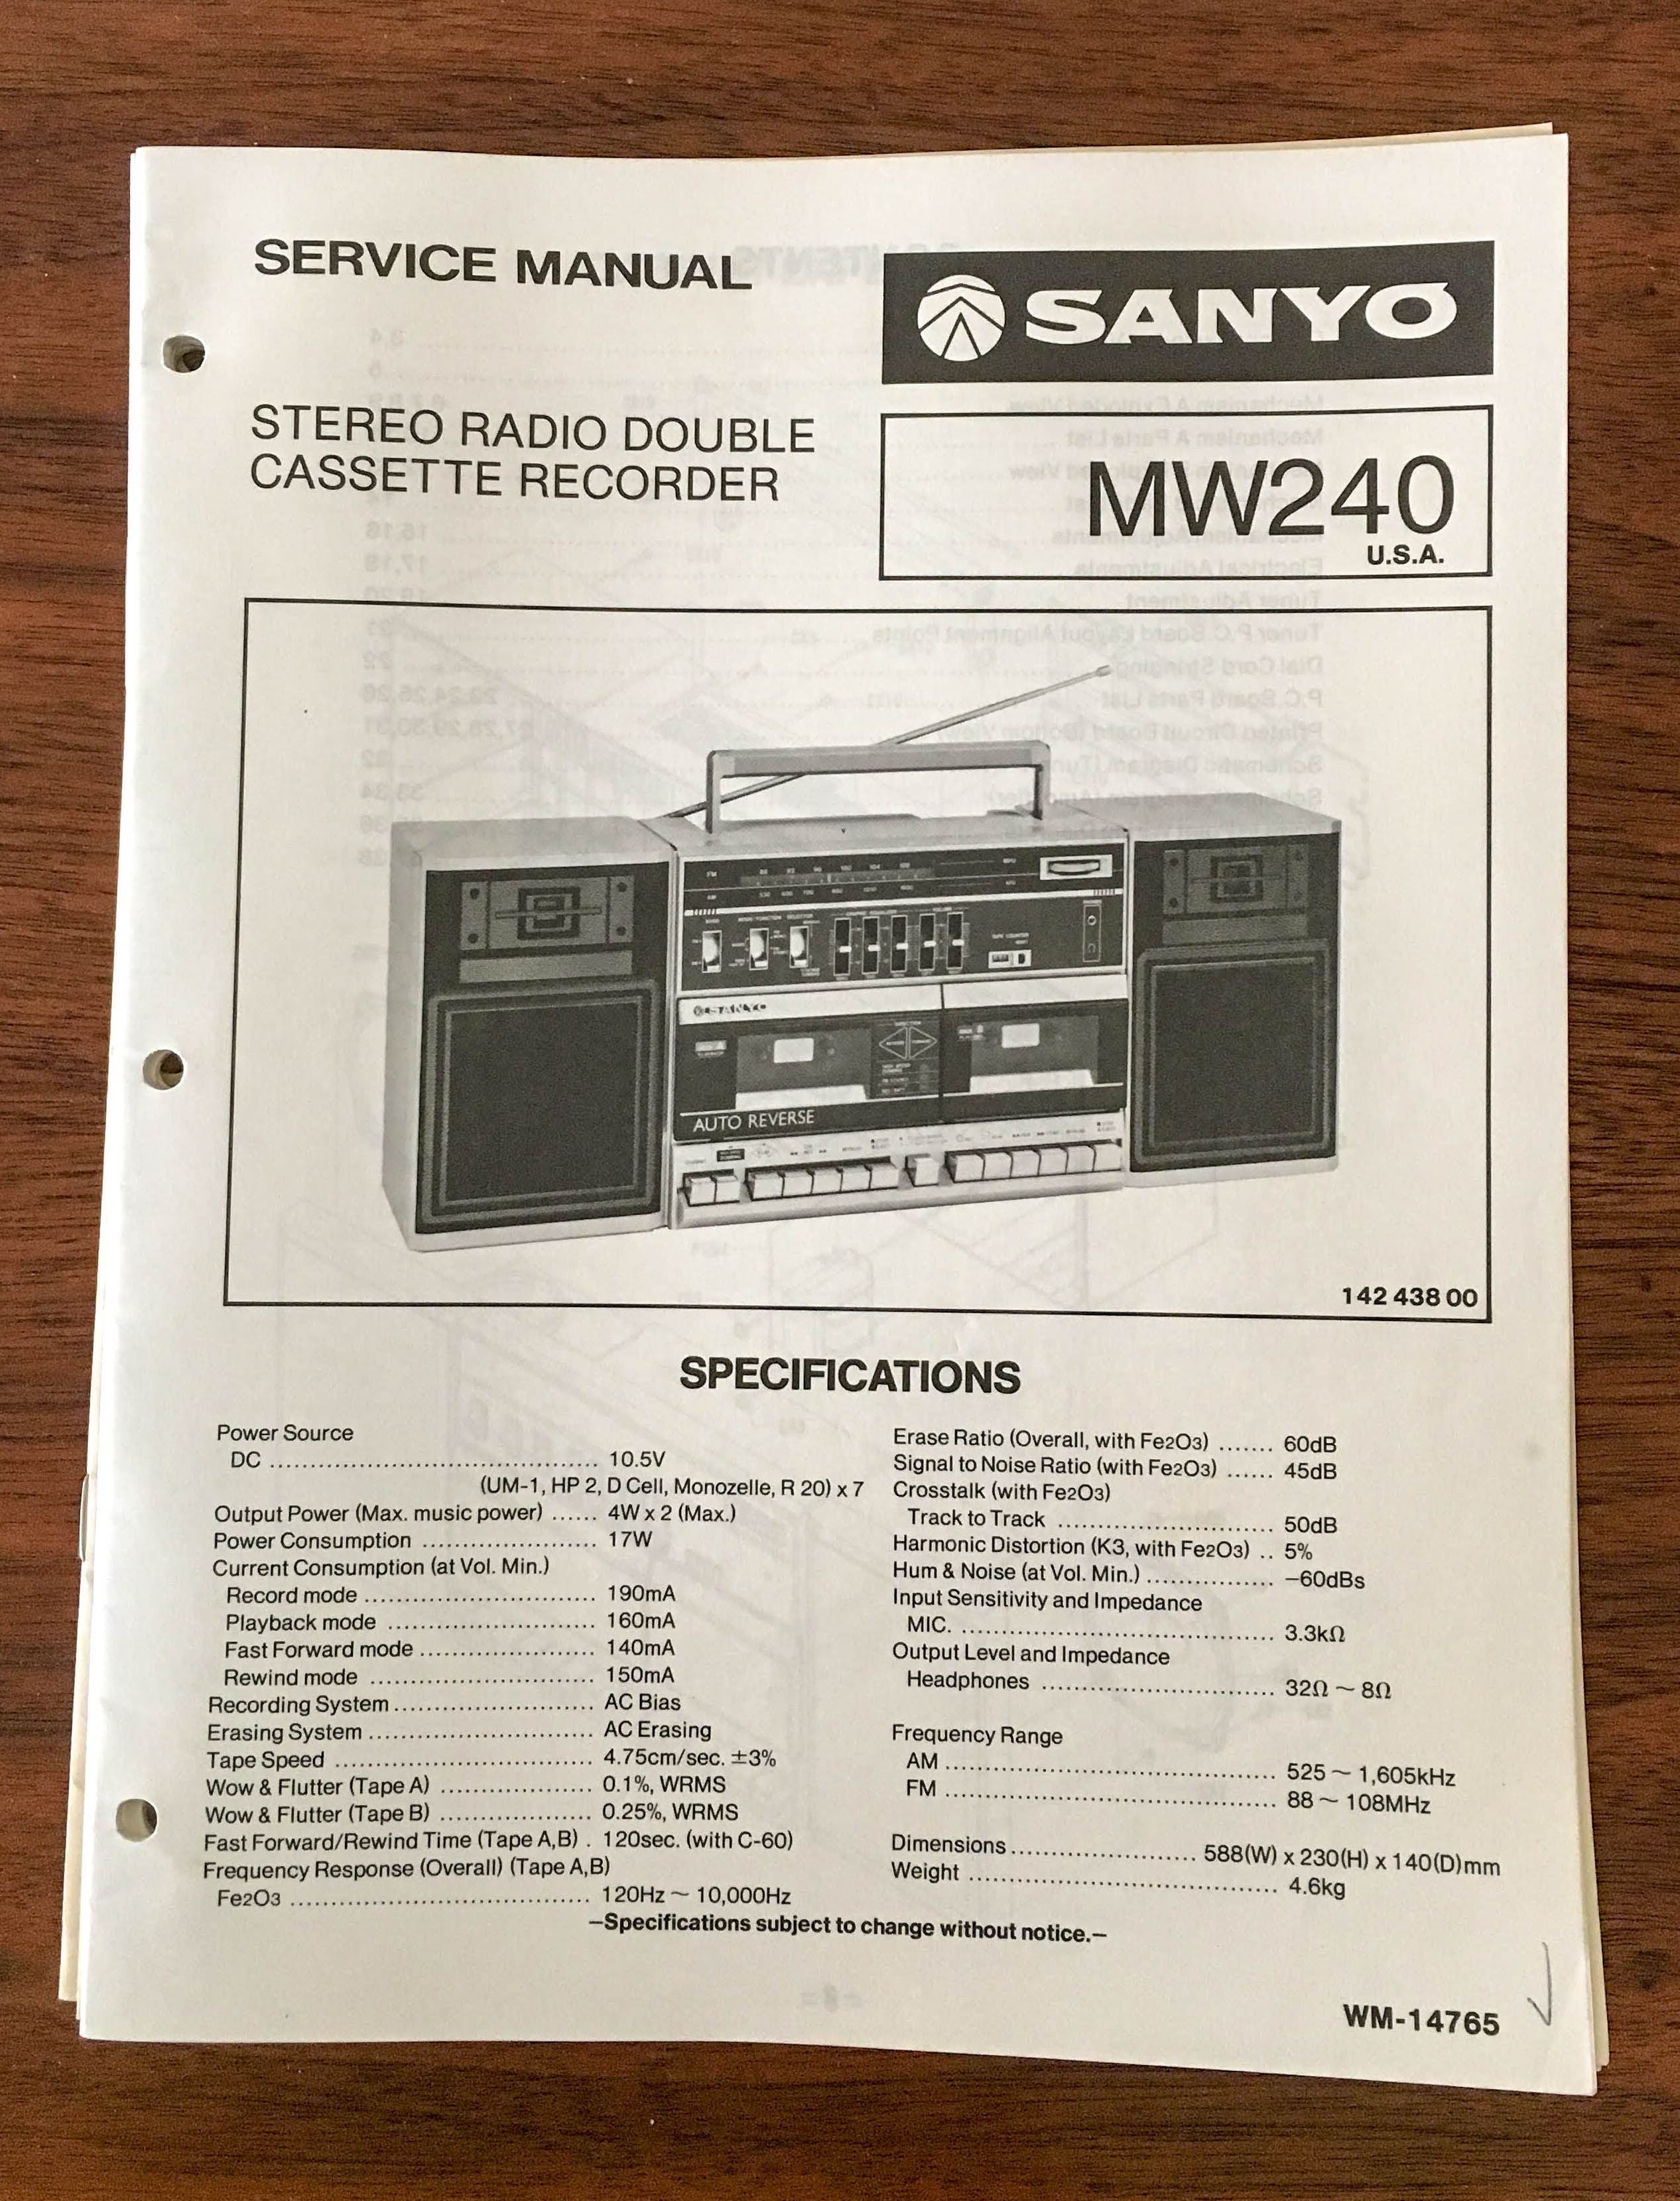 SERVICE MANUAL
SANYO
STEREO RADIO DOUBLE
CASSETTE RECORDER
MW240
U.S.A.
FM
TAPE COUNTER
SANYO
AUTO REVERSE
142 438 00
SPECIFICATIONS
Power Source
DC ........................................ 10.5V
(UM-1, HP 2, D Cell, Monozelle, R 20) x 7
Output Power (Max. music power) ...... 4W x 2 (Max.)
Power Consumption ...................... 17W
Current Consumption (at Vol. Min.)
Record mode ............................. 190mA
Playback mode .......................... 160mA
Fast Forward mode ...................... 140mA
Rewind mode ............................ 150mA
Recording System ......................... AC Bias
Erasing System ............................ AC Erasing
Tape Speed ................................ 4.75cm/sec. ±3%
Wow & Flutter (Tape A) ................... 0.1%, WRMS
Wow & Flutter (Tape B) ................... 0.25%, WRMS
Fast Forward/Rewind Time (Tape A,B) . 120sec. (with C-60)
Frequency Response (Overall) (Tape A,B)
Fe2O3 ..................................... 120Hz ~ 10,000Hz
Erase Ratio (Overall, with Fe2O3) ....... 60dB
Signal to Noise Ratio (with Fe2O3) ...... 45dB
Crosstalk (with Fe2O3)
Track to Track ........................... 50dB
Harmonic Distortion (K3, with Fe2O3) .. 5%
Hum & Noise (at Vol. Min.) ................ −60dBs
Input Sensitivity and Impedance
MIC. ....................................... 3.3kΩ
Output Level and Impedance
Headphones ............................. 32Ω ~ 8Ω
Frequency Range
AM ......................................... 525 ~ 1,605kHz
FM ......................................... 88 ~ 108MHz
Dimensions ....................... 588(W) x 230(H) x 140(D)mm
Weight ...................................... 4.6kg
–Specifications subject to change without notice.–
WM-14765